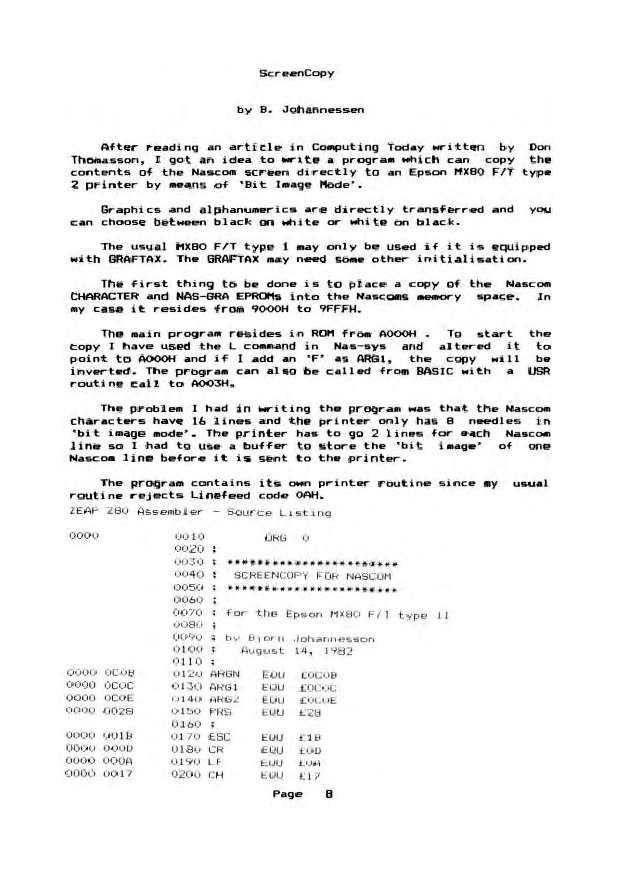 ScreenCopy
by B. Johannessen
After reading an article in Computing Today written by Don
Thomasson, I got an idea to write a program which can copy the
contents of the Nascom screen directly to an Epson MX80 F/T type
2 printer by means of 'Bit Image Mode'.
Graphics and alphanumerics are directly transferred and you
can choose between black on white or white on black.
The usual MX80 F/T type 1 may only be used if it is equipped
with GRAFTAX. The GRAFTAX may need some other initialisation.
The first thing to be done is to place a copy of the Nascom
CHARACTER and NAS-GRA EPROMs into the Nascoms memory space. In
my case it resides from 9000H to 9FFFH.
The main program resides in ROM from A000H . To start the
copy I have used the L command in Nas-sys and altered it to
point to A000H and if I add an 'F' as ARG1, the copy will be
inverted. The program can also be called from BASIC with a USR
routine call to A003H.
The problem I had in writing the program was that the Nascom
characters have 16 lines and the printer only has 8 needles in
'bit image mode'. The printer has to go 2 lines for each Nascom
line so I had to use a buffer to store the 'bit image' of one
Nascom line before it is sent to the printer.
The program contains its own printer routine since my usual
routine rejects Linefeed code 0AH.
ZEAP Z80 Assembler - Source Listing
0000 0010 ORG 0
0020 ;
0030 ; ************************
0040 ; SCREENCOPY FOR NASCOM
0050 ; ************************
0060 ;
0070 ; for the Epson MX80 F/T type II
0080 ;
0090 ; by Bjorn Johannesson
0100 ; August 14, 1982
0110 ;
0000 0C0B 0120 ARGN EQU £0C0B
0000 0C0C 0130 ARG1 EQU £0C0C
0000 0C0E 0140 ARG2 EQU £0C0E
0000 0028 0150 PRS EQU £28
0160 ;
0000 001B 0170 ESC EQU £1B
0000 000D 0180 CR EQU £0D
0000 000A 0190 LF EQU £0A
0000 0017 0200 CH EQU £17
Page 8